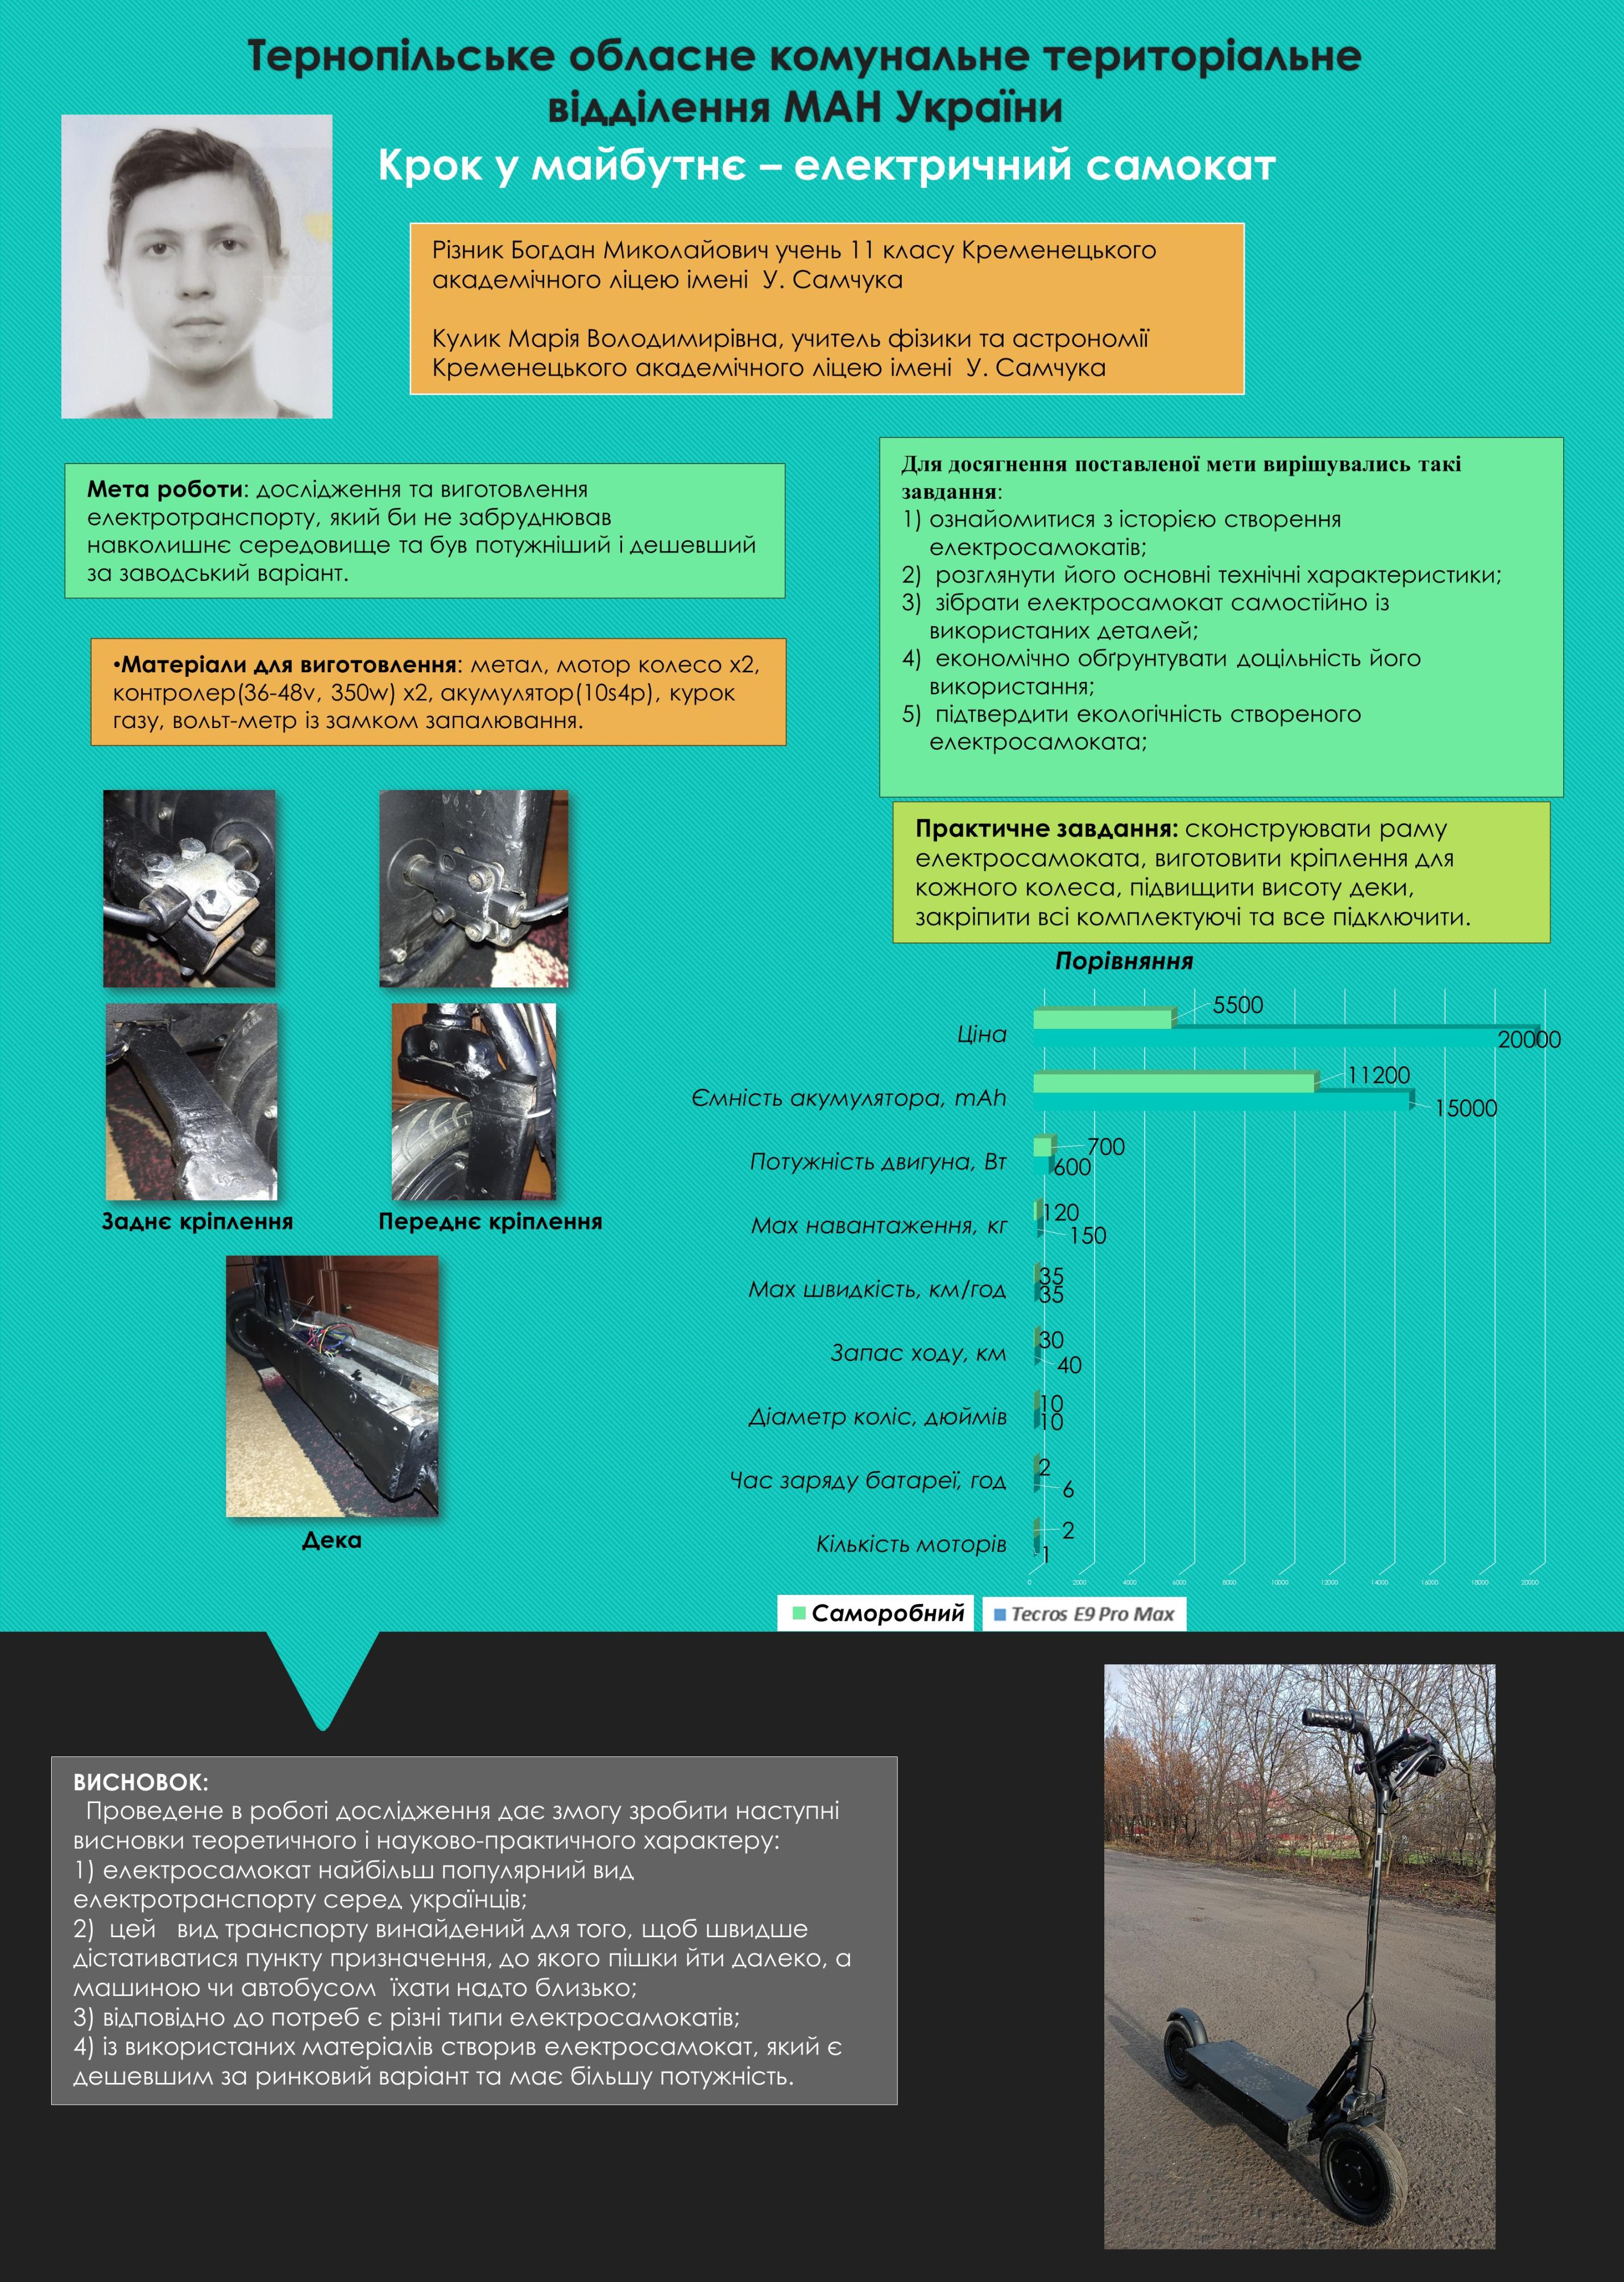 Тернопільське обласне комунальне територіальне
відділення МАН України
Крок у майбутнє – електричний самокат
Різник Богдан Миколайович учень 11 класу Кременецького
академічного ліцею імені  У. Самчука
Кулик Марія Володимирівна, учитель фізики та астрономії
Кременецького академічного ліцею імені  У. Самчука
Мета роботи: дослідження та виготовлення
електротранспорту, який би не забруднював
навколишнє середовище та був потужніший і дешевший
за заводський варіант.
•Матеріали для виготовлення: метал, мотор колесо х2,
контролер(36-48v, 350w) х2, акумулятор(10s4p), курок
газу, вольт-метр із замком запалювання.
Для досягнення поставленої мети вирішувались такі
завдання:
1) ознайомитися з історією створення
електросамокатів;
2)  розглянути його основні технічні характеристики;
3)  зібрати електросамокат самостійно із
використаних деталей;
4)  економічно обґрунтувати доцільність його
використання;
5)  підтвердити екологічність створеного
електросамоката;
Практичне завдання: сконструювати раму
електросамоката, виготовити кріплення для
кожного колеса, підвищити висоту деки,
закріпити всі комплектуючі та все підключити.
Заднє кріплення
Переднє кріплення
Дека
Порівняння
Ціна
5500
20000
Ємність акумулятора, mAh
11200
15000
Потужність двигуна, Вт
700
600
Max навантаження, кг
120
150
Max швидкість, км/год
35
35
Запас ходу, км
30
40
Діаметр коліс, дюймів
10
10
Час заряду батареї, год
2
6
Кількість моторів
2
1
0 2000 4000 6000 8000 10000 12000 14000 16000 18000 20000
Саморобний
Tecros E9 Pro Max
ВИСНОВОК:
Проведене в роботі дослідження дає змогу зробити наступні
висновки теоретичного і науково-практичного характеру:
1) електросамокат найбільш популярний вид
електротранспорту серед українців;
2)  цей   вид транспорту винайдений для того, щоб швидше
дістативатися пункту призначення, до якого пішки йти далеко, а
машиною чи автобусом  їхати надто близько;
3) відповідно до потреб є різні типи електросамокатів;
4) із використаних матеріалів створив електросамокат, який є
дешевшим за ринковий варіант та має більшу потужність.